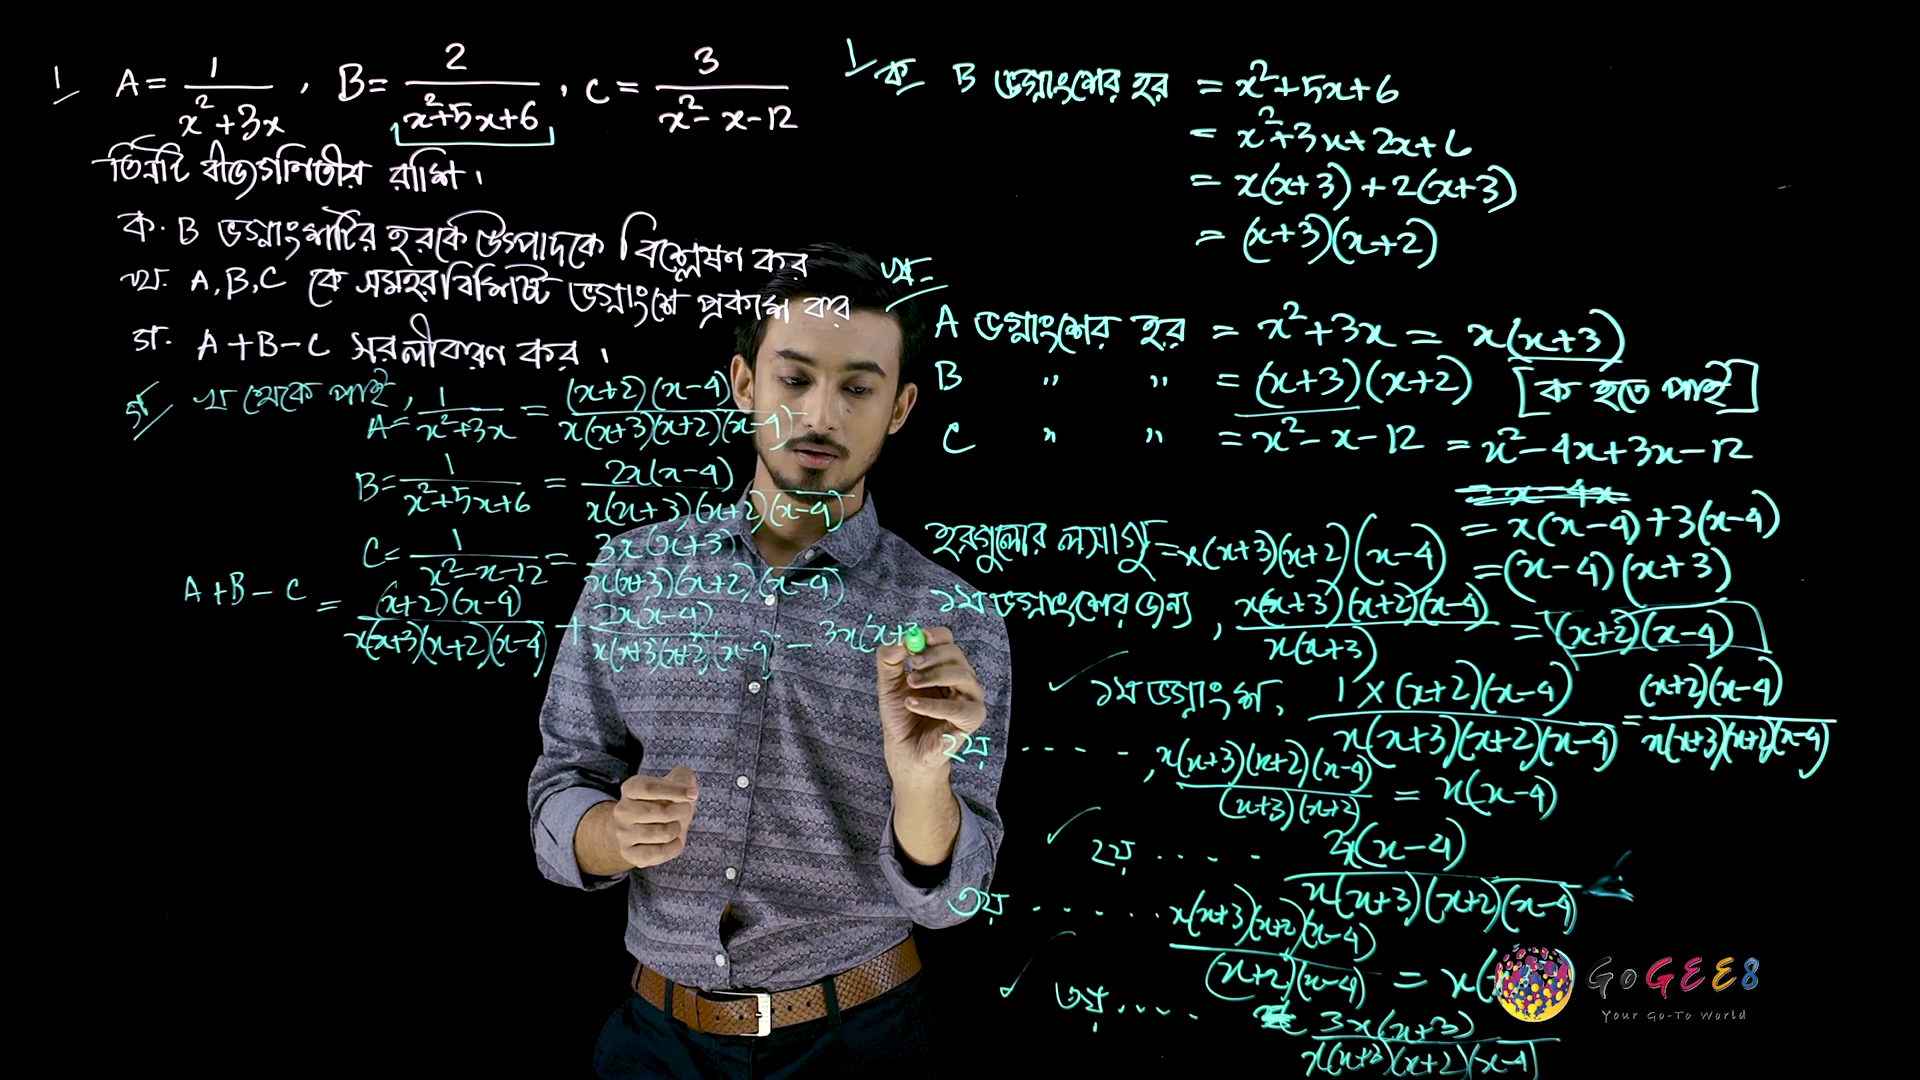 ১ A = 1/(x²+3x) , B = 2/(x²+5x+6) , C = 3/(x²-x-12)
তিনটি বীজগণিতীয় রাশি।
ক. B ভগ্নাংশটির হরকে উৎপাদকে বিশ্লেষণ কর
খ. A, B, C কে সমহরবিশিষ্ট ভগ্নাংশে প্রকাশ কর
গ. A+B-C সরলীকরণ কর।
গ খ থেকে পাই,
A = 1/(x²+3x) = (x+2)(x-4)/x(x+3)(x+2)(x-4)
B = 1/(x²+5x+6) = 2x(x-4)/x(x+3)(x+2)(x-4)
C = 1/(x²-x-12) = 3x(x+3)/x(x+3)(x+2)(x-4)
A+B-C = (x+2)(x-4)/x(x+3)(x+2)(x-4) + 2x(x-4)/x(x+3)(x+2)(x-4) - 3x(x+3
১ ক B ভগ্নাংশের হর = x²+5x+6
= x²+3x+2x+6
= x(x+3)+2(x+3)
= (x+3)(x+2)
খ
A ভগ্নাংশের হর = x²+3x = x(x+3)
B " " = (x+3)(x+2) [ক হতে পাই]
C " " = x²-x-12 = x²-4x+3x-12
= x(x-4)+3(x-4)
= (x-4)(x+3)
হরগুলোর লসাগু = x(x+3)(x+2)(x-4)
১ম ভগ্নাংশের জন্য, x(x+3)(x+2)(x-4)/x(x+3) = (x+2)(x-4)
১ম ভগ্নাংশ, 1×(x+2)(x-4)/x(x+3)(x+2)(x-4) = (x+2)(x-4)/x(x+3)(x+2)(x-4)
২য় ...., x(x+3)(x+2)(x-4)/(x+3)(x+2) = x(x-4)
২য় .... 2x(x-4)/x(x+3)(x+2)(x-4)
৩য় ..... x(x+3)(x+2)(x-4)/(x+2)(x-4) = x(
৩য় .... 3x(x+3)/x(x+3)(x+2)(x-4)
GoGEE8
Your Go-To World